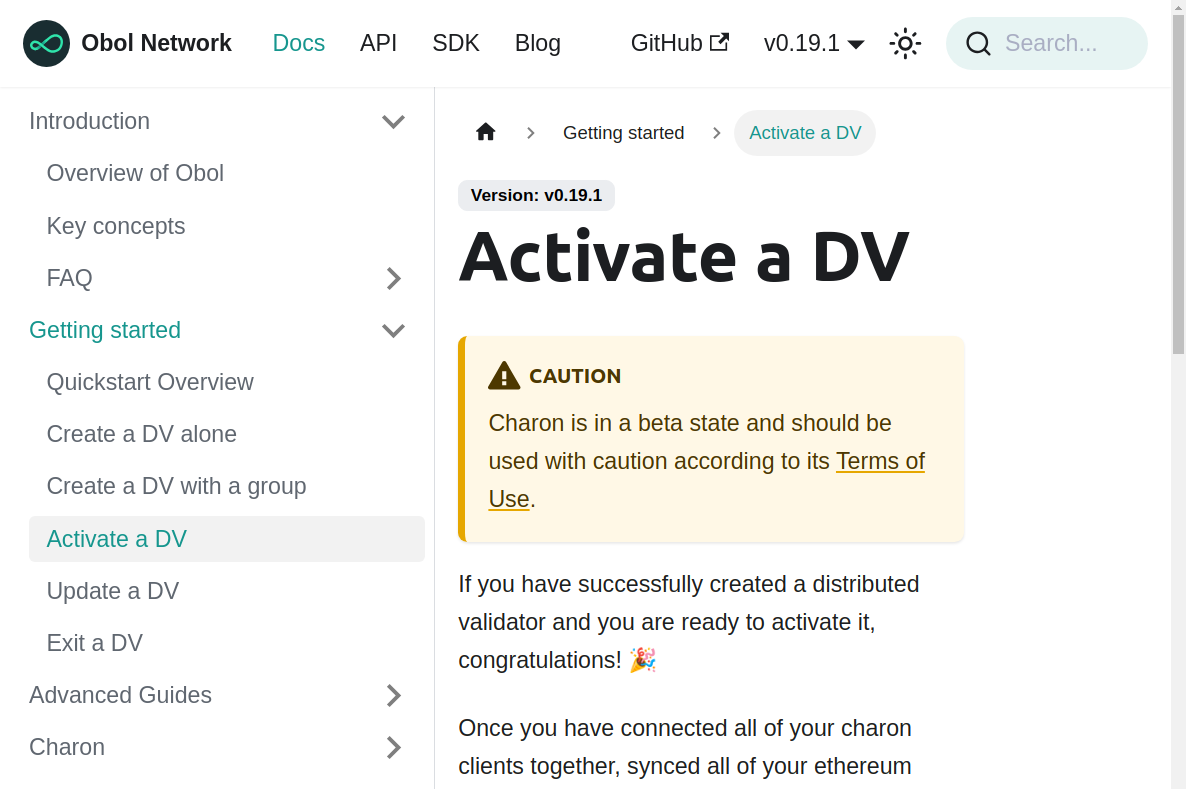 Obol Network Docs API SDK Blog GitHub v0.19.1 Search...
Introduction
Overview of Obol
Key concepts
FAQ
Getting started
Quickstart Overview
Create a DV alone
Create a DV with a group
Activate a DV
Update a DV
Exit a DV
Advanced Guides
Charon
Getting started Activate a DV
Version: v0.19.1
Activate a DV
CAUTION
Charon is in a beta state and should be
used with caution according to its Terms of
Use.
If you have successfully created a distributed
validator and you are ready to activate it,
congratulations! 🎉
Once you have connected all of your charon
clients together, synced all of your ethereum